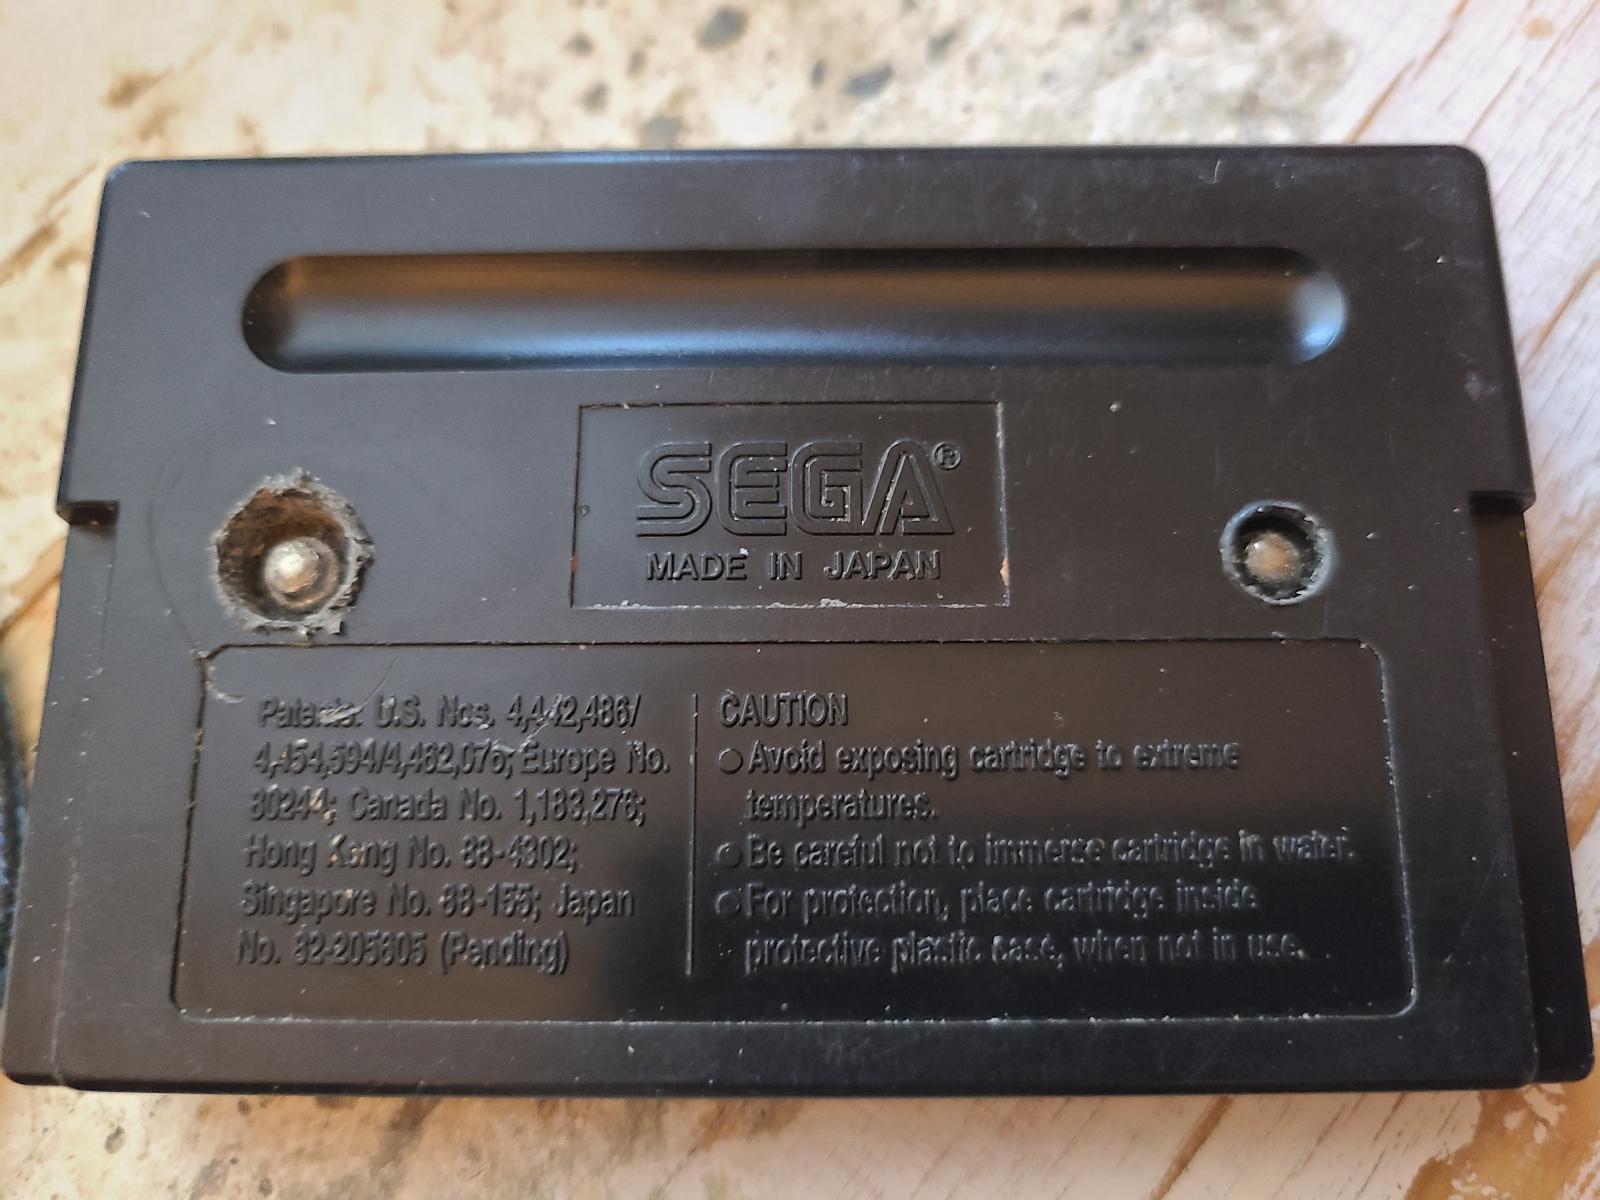 SEGA®
MADE IN JAPAN
Patents: U.S. Nos. 4,442,486/
4,454,594/4,462,076; Europe No.
80244; Canada No. 1,183,276;
Hong Kong No. 88-4302;
Singapore No. 88-155; Japan
No. 82-205605 (Pending)
CAUTION
●Avoid exposing cartridge to extreme
temperatures.
●Be careful not to immerse cartridge in water.
●For protection, place cartridge inside
protective plastic case, when not in use.